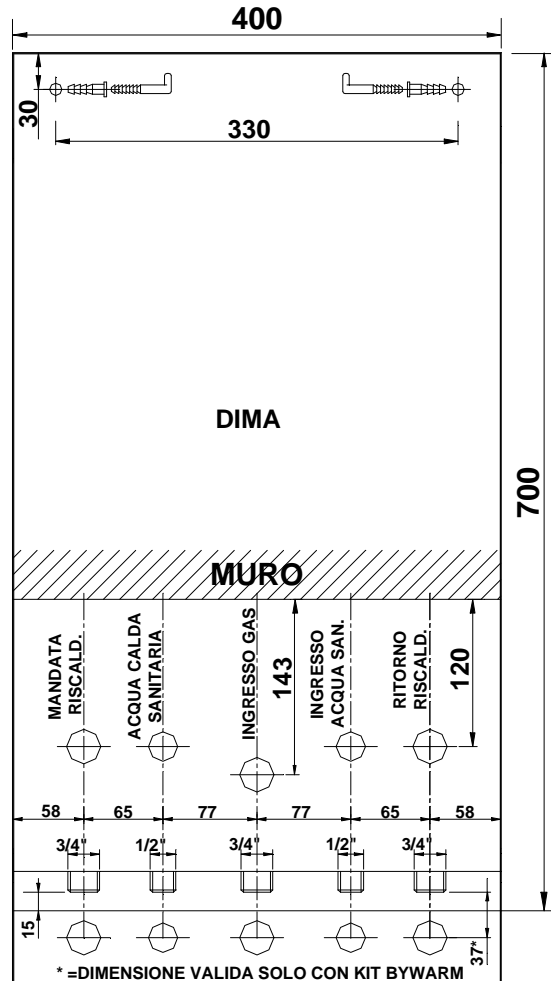 400
30
330
DIMA
700
MURO
MANDATA
RISCALD.
ACQUA CALDA
SANITARIA
INGRESSO GAS
143
INGRESSO
ACQUA SAN.
RITORNO
RISCALD.
120
58 65 77 77 65 58
3/4" 1/2" 3/4" 1/2" 3/4"
15
37*
* =DIMENSIONE VALIDA SOLO CON KIT BYWARM